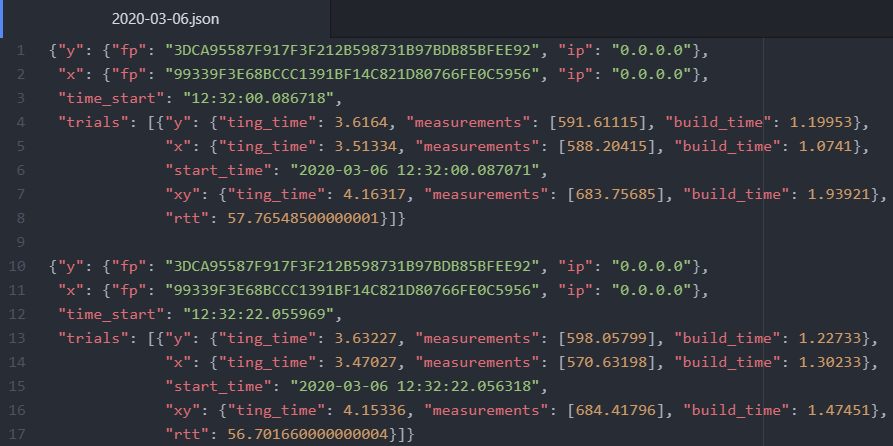 2020-03-06.json
1 {"y": {"fp": "3DCA95587F917F3F212B598731B97BDB85BFEE92", "ip": "0.0.0.0"},
2 "x": {"fp": "99339F3E68BCCC1391BF14C821D80766FE0C5956", "ip": "0.0.0.0"},
3 "time_start": "12:32:00.086718",
4 "trials": [{"y": {"ting_time": 3.6164, "measurements": [591.61115], "build_time": 1.19953},
5 "x": {"ting_time": 3.51334, "measurements": [588.20415], "build_time": 1.0741},
6 "start_time": "2020-03-06 12:32:00.087071",
7 "xy": {"ting_time": 4.16317, "measurements": [683.75685], "build_time": 1.93921},
8 "rtt": 57.76548500000001}]}
9
10 {"y": {"fp": "3DCA95587F917F3F212B598731B97BDB85BFEE92", "ip": "0.0.0.0"},
11 "x": {"fp": "99339F3E68BCCC1391BF14C821D80766FE0C5956", "ip": "0.0.0.0"},
12 "time_start": "12:32:22.055969",
13 "trials": [{"y": {"ting_time": 3.63227, "measurements": [598.05799], "build_time": 1.22733},
14 "x": {"ting_time": 3.47027, "measurements": [570.63198], "build_time": 1.30233},
15 "start_time": "2020-03-06 12:32:22.056318",
16 "xy": {"ting_time": 4.15336, "measurements": [684.41796], "build_time": 1.47451},
17 "rtt": 56.701660000000004}]}